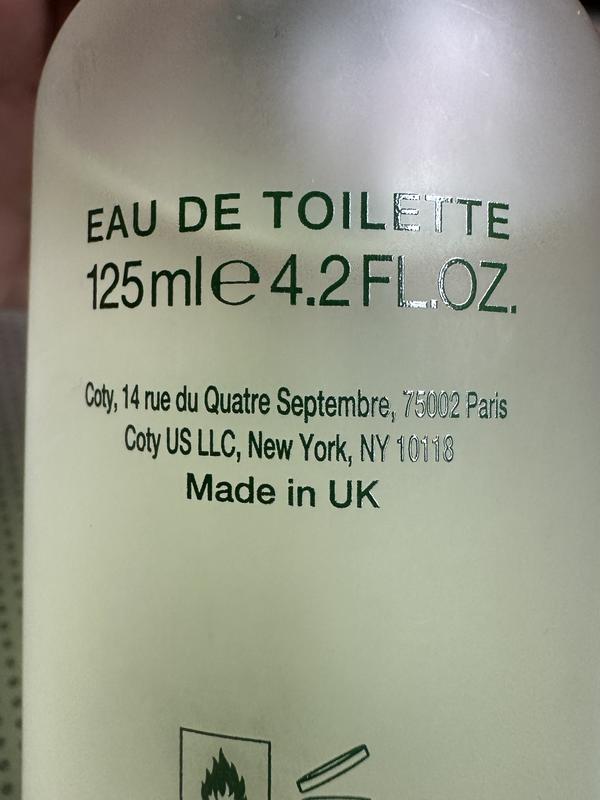 EAU DE TOILETTE
125ml℮4.2FL.OZ.
Coty, 14 rue du Quatre Septembre, 75002 Paris
Coty US LLC, New York, NY 10118
Made in UK